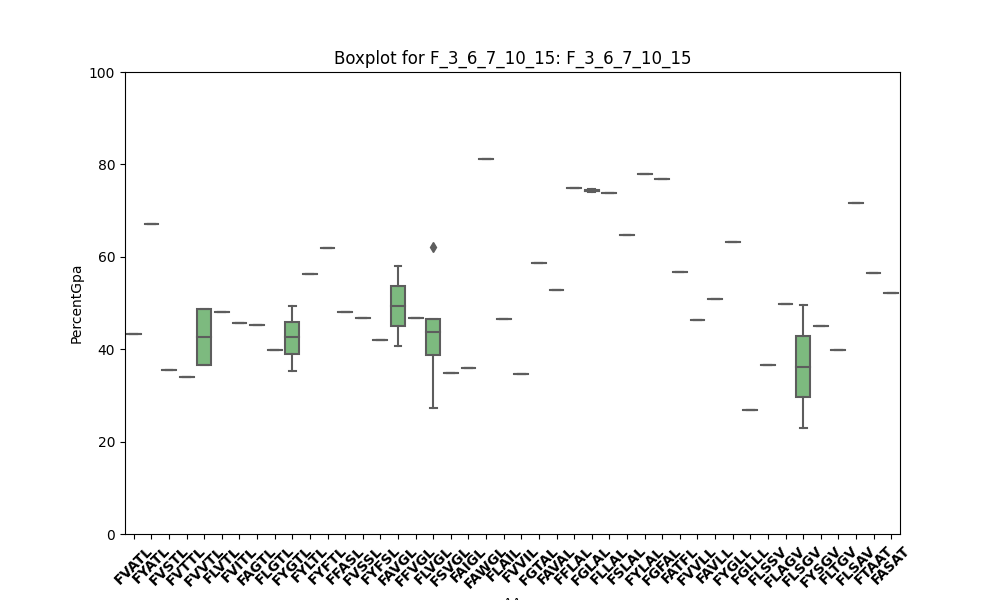 Boxplot for F_3_6_7_10_15: F_3_6_7_10_15
PercentGpa
100
80
60
40
20
0
FVATL
FYATL
FVSTL
FVTTL
FVVTL
FLVTL
FVITL
FAGTL
FLGTL
FYGTL
FYLTL
FYFTL
FFASL
FVSSL
FYFSL
FAVGL
FFVGL
FLVGL
FSVGL
FAIGL
FAWGL
FLAIL
FVVIL
FGTAL
FAVAL
FFLAL
FGLAL
FLLAL
FSLAL
FYLAL
FGFAL
FATFL
FVVLL
FAVLL
FYGLL
FGLLL
FLSSV
FLAGV
FLSGV
FYSGV
FLTGV
FLSAV
FTAAT
FASAT